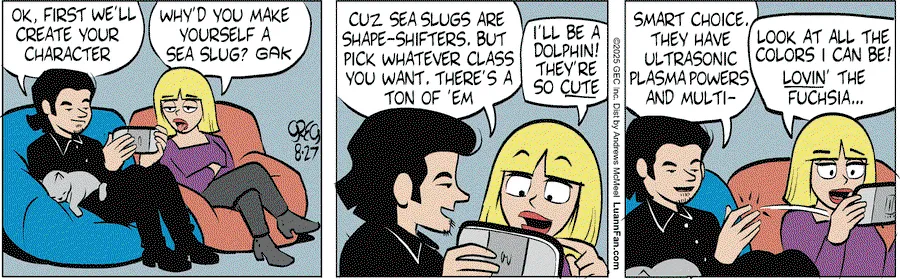 OK, FIRST WE'LL
CREATE YOUR
CHARACTER
WHY'D YOU MAKE
YOURSELF A
SEA SLUG? GAK
GREG
8-27
CUZ SEA SLUGS ARE
SHAPE-SHIFTERS. BUT
PICK WHATEVER CLASS
YOU WANT. THERE'S A
TON OF 'EM
I'LL BE A
DOLPHIN!
THEY'RE
SO CUTE
©2025 GEC Inc. Dist by Andrews McMeel LuannFan.com
SMART CHOICE.
THEY HAVE
ULTRASONIC
PLASMA POWERS
AND MULTI-
LOOK AT ALL THE
COLORS I CAN BE!
LOVIN' THE
FUCHSIA...